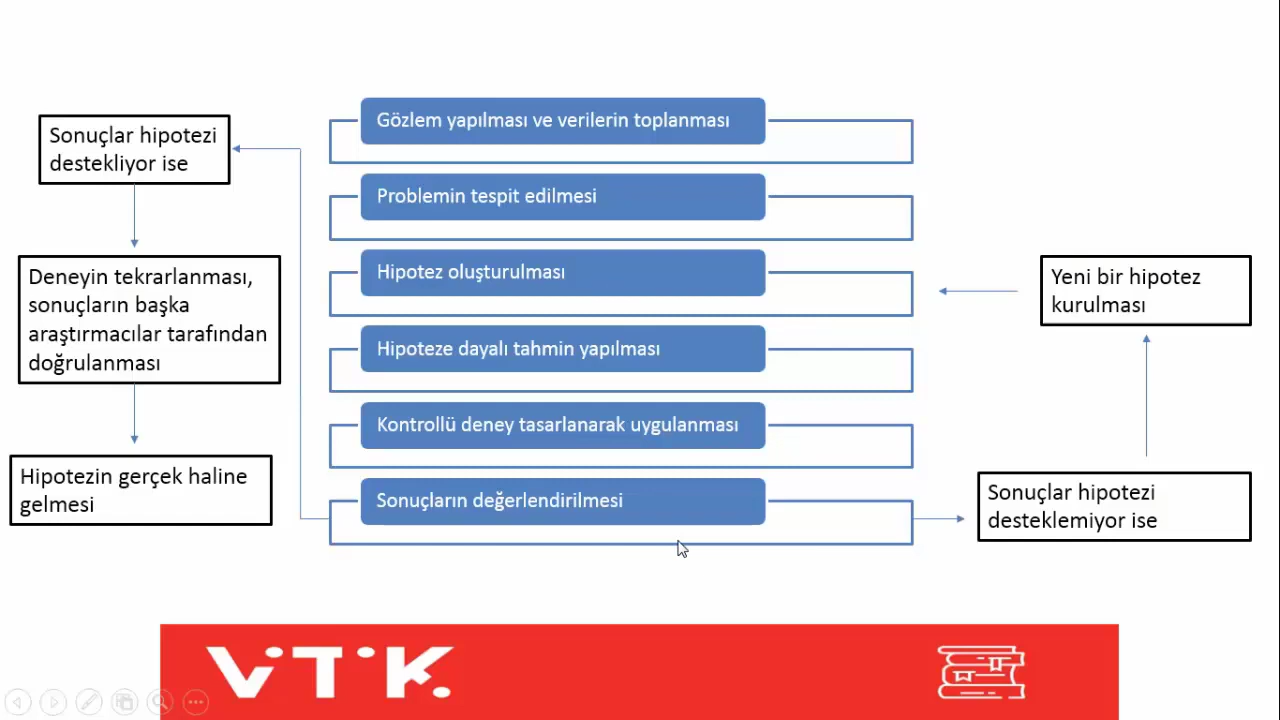 Gözlem yapılması ve verilerin toplanması
Problemin tespit edilmesi
Hipotez oluşturulması
Hipoteze dayalı tahmin yapılması
Kontrollü deney tasarlanarak uygulanması
Sonuçların değerlendirilmesi
Sonuçlar hipotezi
destekliyor ise
Deneyin tekrarlanması,
sonuçların başka
araştırmacılar tarafından
doğrulanması
Hipotezin gerçek haline
gelmesi
Sonuçlar hipotezi
desteklemiyor ise
Yeni bir hipotez
kurulması
ViTiK.